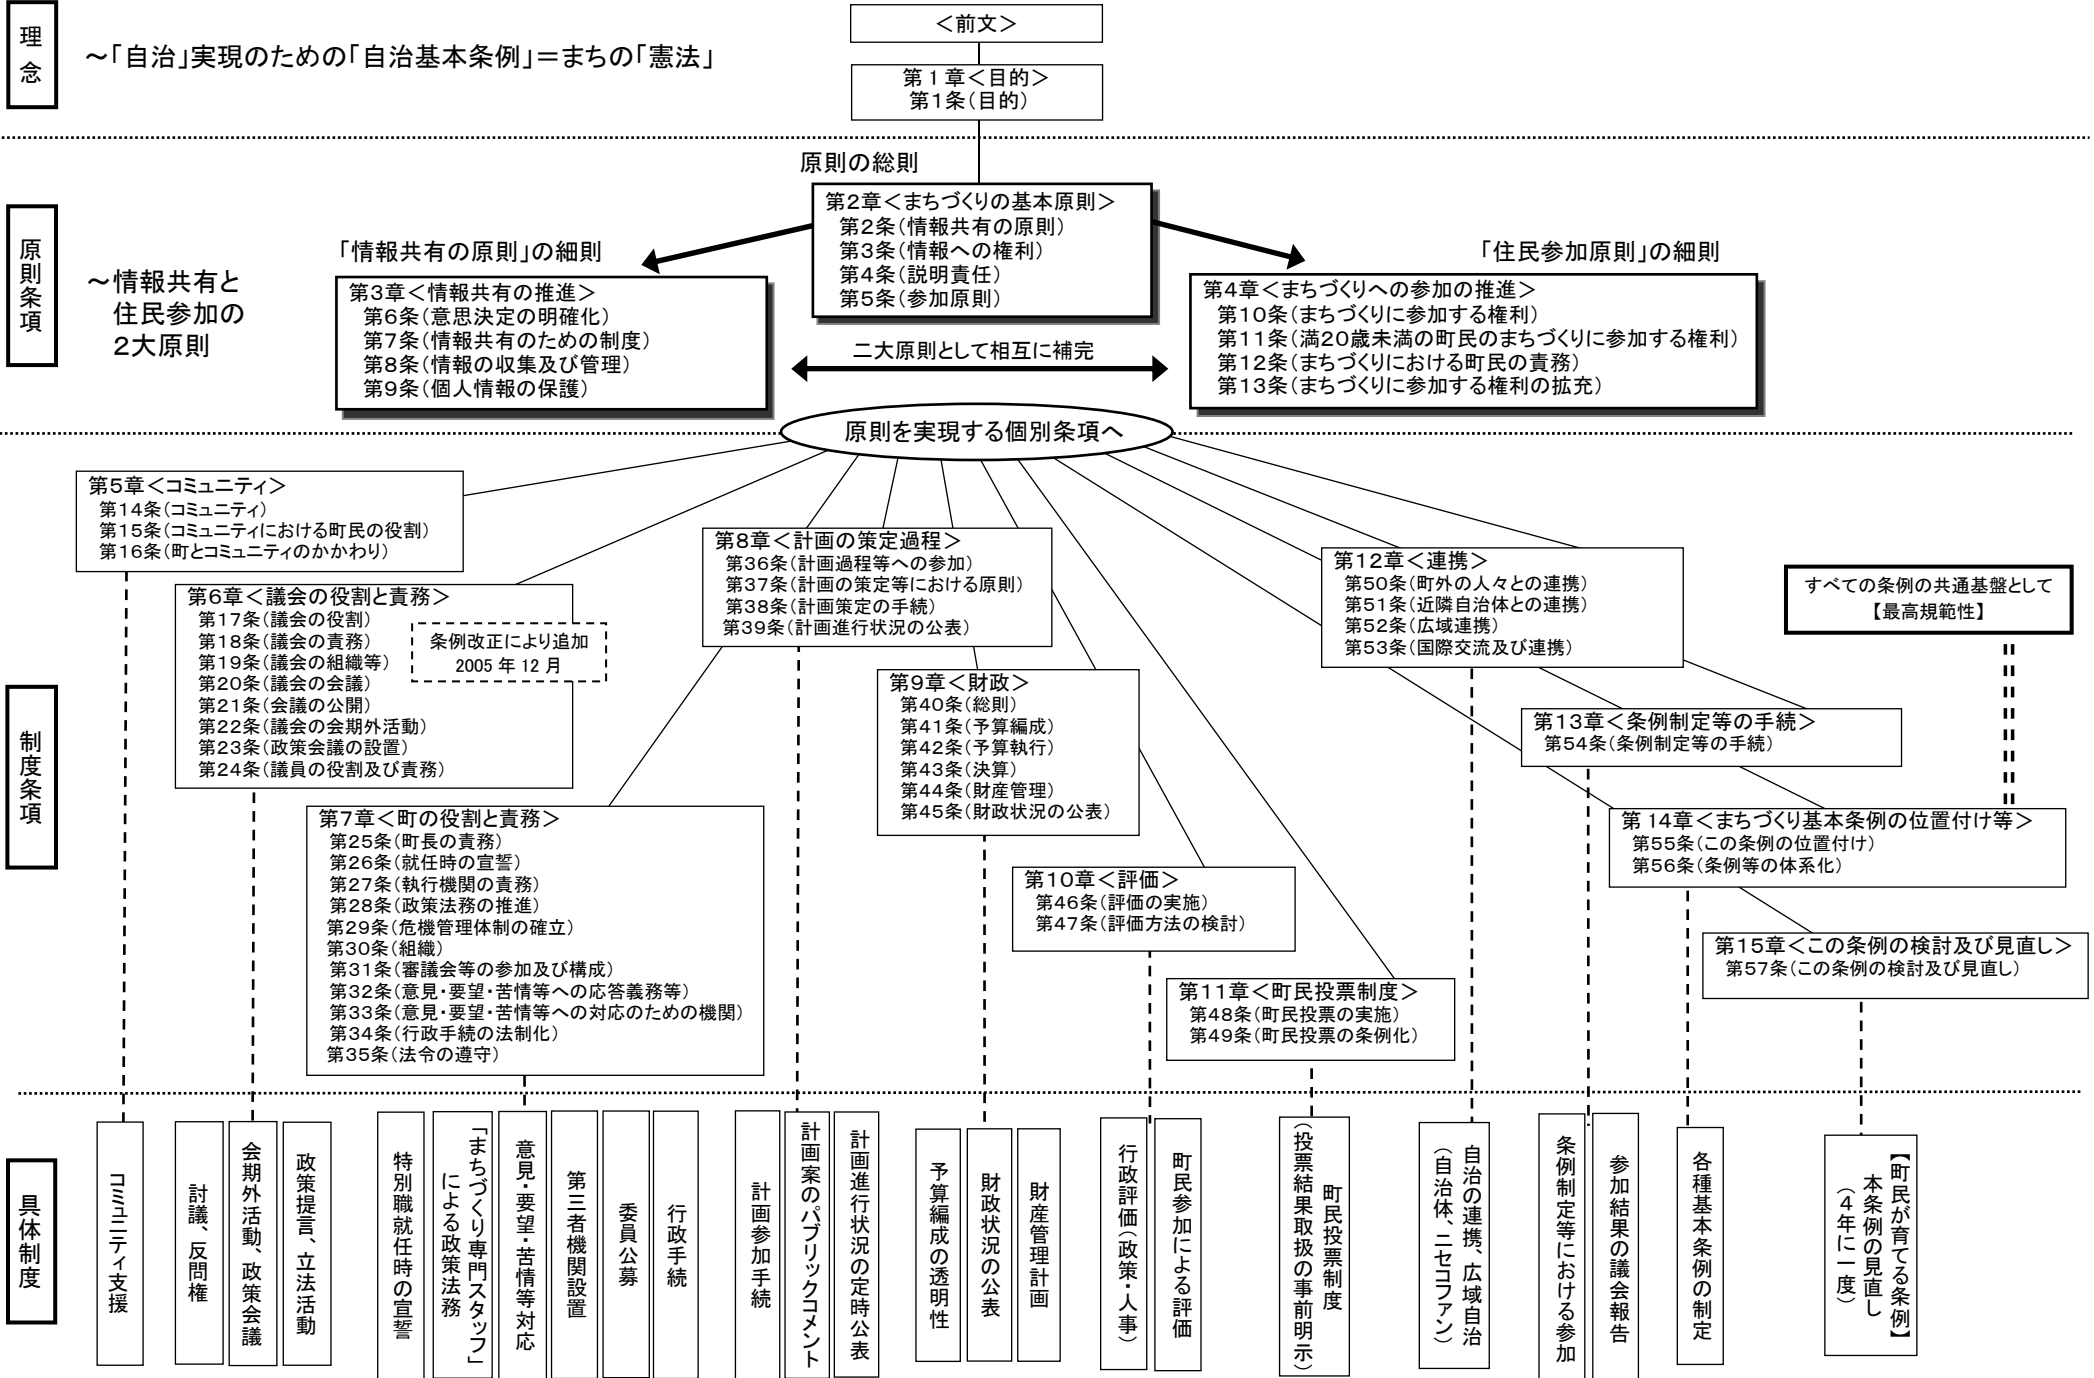 理念
～「自治」実現のための「自治基本条例」＝まちの「憲法」
＜前文＞
第１章＜目的＞
第1条（目的）
原則条項
～情報共有と
住民参加の
２大原則
原則の総則
第２章＜まちづくりの基本原則＞
第２条（情報共有の原則）
第３条（情報への権利）
第４条（説明責任）
第５条（参加原則）
「情報共有の原則」の細則
第３章＜情報共有の推進＞
第６条（意思決定の明確化）
第７条（情報共有のための制度）
第８条（情報の収集及び管理）
第９条（個人情報の保護）
二大原則として相互に補完
「住民参加原則」の細則
第４章＜まちづくりへの参加の推進＞
第１０条（まちづくりに参加する権利）
第１１条（満２０歳未満の町民のまちづくりに参加する権利）
第１２条（まちづくりにおける町民の責務）
第１３条（まちづくりに参加する権利の拡充）
原則を実現する個別条項へ
制度条項
第５章＜コミュニティ＞
第１４条（コミュニティ）
第１５条（コミュニティにおける町民の役割）
第１６条（町とコミュニティのかかわり）
第６章＜議会の役割と責務＞
第１７条（議会の役割）
第１８条（議会の責務）
第１９条（議会の組織等）
第２０条（議会の会議）
第２１条（会議の公開）
第２２条（議会の会期外活動）
第２３条（政策会議の設置）
第２４条（議員の役割及び責務）
条例改正により追加
2005 年 12 月
第７章＜町の役割と責務＞
第２５条（町長の責務）
第２６条（就任時の宣誓）
第２７条（執行機関の責務）
第２８条（政策法務の推進）
第２９条（危機管理体制の確立）
第３０条（組織）
第３１条（審議会等の参加及び構成）
第３２条（意見・要望・苦情等への応答義務等）
第３３条（意見・要望・苦情等への対応のための機関）
第３４条（行政手続の法制化）
第３５条（法令の遵守）
第８章＜計画の策定過程＞
第３６条（計画過程等への参加）
第３７条（計画の策定等における原則）
第３８条（計画策定の手続）
第３９条（計画進行状況の公表）
第９章＜財政＞
第４０条（総則）
第４１条（予算編成）
第４２条（予算執行）
第４３条（決算）
第４４条（財産管理）
第４５条（財政状況の公表）
第１０章＜評価＞
第４６条（評価の実施）
第４７条（評価方法の検討）
第１１章＜町民投票制度＞
第４８条（町民投票の実施）
第４９条（町民投票の条例化）
第１２章＜連携＞
第５０条（町外の人々との連携）
第５１条（近隣自治体との連携）
第５２条（広域連携）
第５３条（国際交流及び連携）
第１３章＜条例制定等の手続＞
第５４条（条例制定等の手続）
すべての条例の共通基盤として
【最高規範性】
第１４章＜まちづくり基本条例の位置付け等＞
第５５条（この条例の位置付け）
第５６条（条例等の体系化）
第１５章＜この条例の検討及び見直し＞
第５７条（この条例の検討及び見直し）
具体制度
コミュニティ支援
討議、反問権
会期外活動、政策会議
政策提言、立法活動
特別職就任時の宣誓
「まちづくり専門スタッフ」
による政策法務
意見・要望・苦情等対応
第三者機関設置
委員公募
行政手続
計画参加手続
計画案のパブリックコメント
計画進行状況の定時公表
予算編成の透明性
財政状況の公表
財産管理計画
行政評価（政策・人事）
町民参加による評価
町民投票制度
（投票結果取扱の事前明示）
自治の連携、広域自治
（自治体、ニセコファン）
条例制定等における参加
参加結果の議会報告
各種基本条例の制定
【町民が育てる条例】
本条例の見直し
（４年に一度）